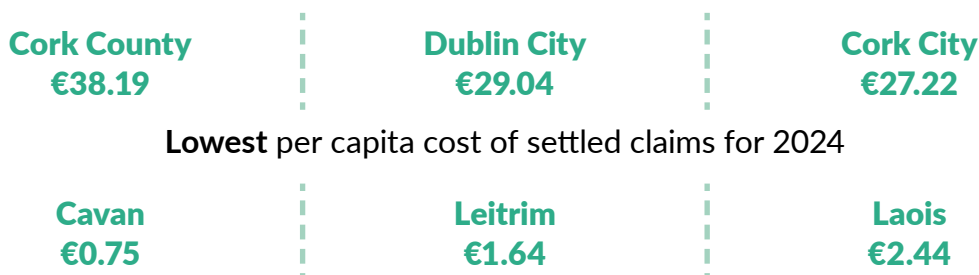 Cork County Dublin City Cork City
€38.19 €29.04 €27.22
Lowest per capita cost of settled claims for 2024
Cavan Leitrim Laois
€0.75 €1.64 €2.44